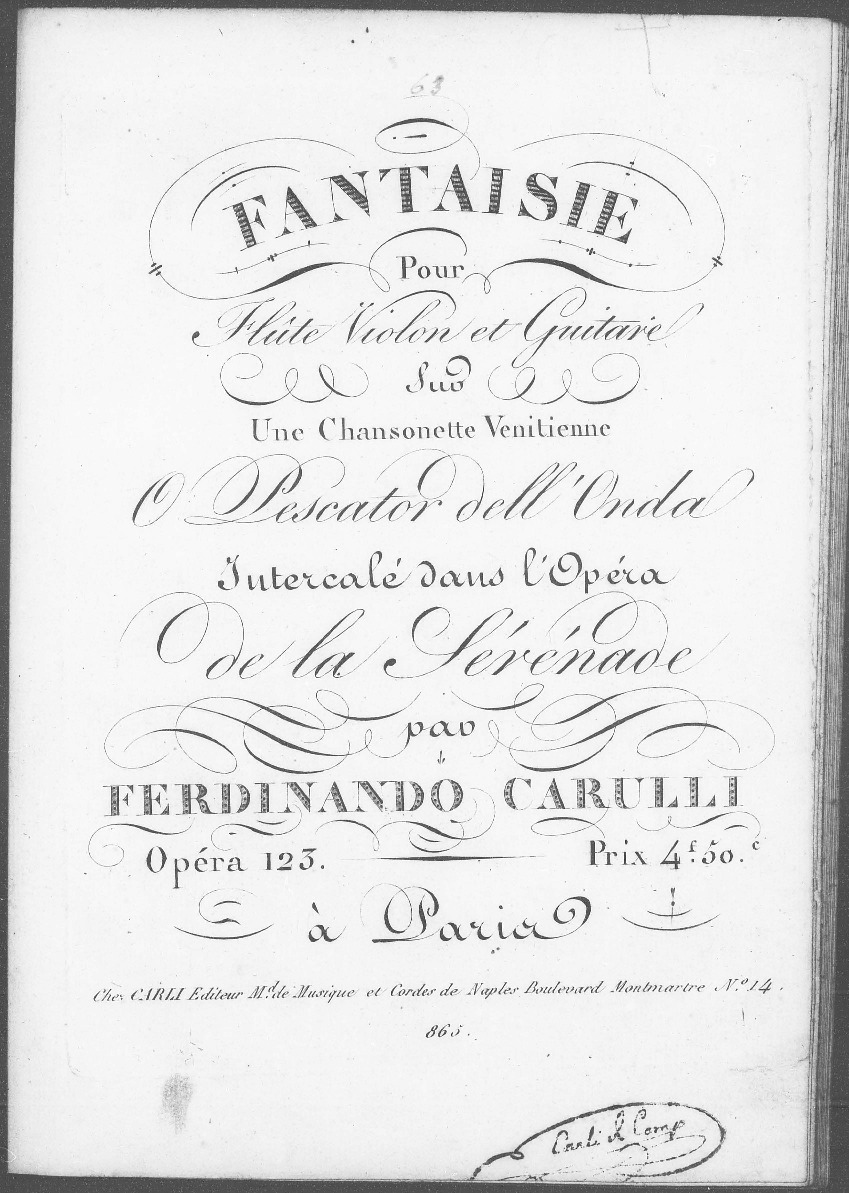 63
FANTAISIE
Pour
Flûte Violon et Guitare
Sur
Une Chansonette Venitienne
O Pescator dell'Onda
Intercalé dans l'Opéra
de la Sérénade
par
FERDINANDO CARULLI
Opéra 123. Prix 4f. 50.c
à Paris
Chez CARLI Editeur Md. de Musique et Cordes de Naples Boulevard Montmartre N.º 14.
865.
Carli & Comp